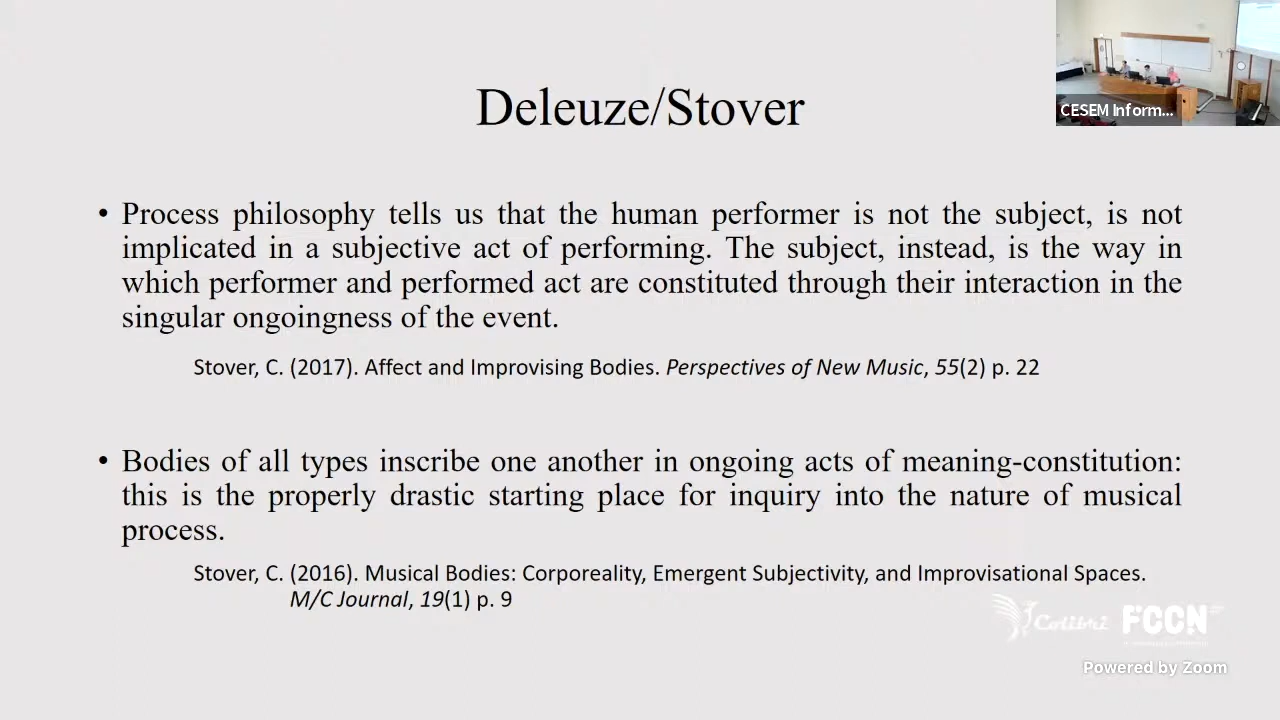 Deleuze/Stover
CESEM Inform...
• Process philosophy tells us that the human performer is not the subject, is not
implicated in a subjective act of performing. The subject, instead, is the way in
which performer and performed act are constituted through their interaction in the
singular ongoingness of the event.
Stover, C. (2017). Affect and Improvising Bodies. Perspectives of New Music, 55(2) p. 22
• Bodies of all types inscribe one another in ongoing acts of meaning-constitution:
this is the properly drastic starting place for inquiry into the nature of musical
process.
Stover, C. (2016). Musical Bodies: Corporeality, Emergent Subjectivity, and Improvisational Spaces.
M/C Journal, 19(1) p. 9
Colibri FCCN
Powered by Zoom